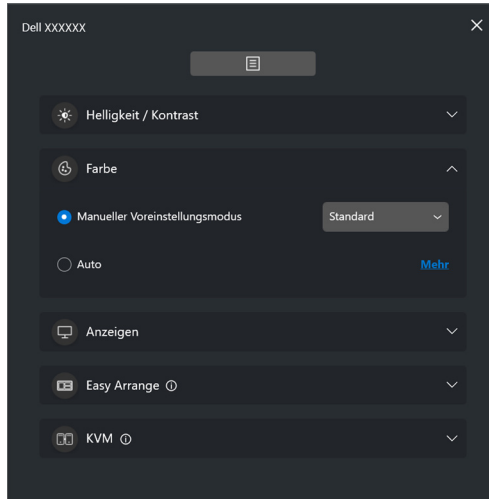 Dell XXXXXX
Helligkeit / Kontrast
Farbe
Manueller Voreinstellungsmodus Standard
Auto Mehr
Anzeigen
Easy Arrange
KVM